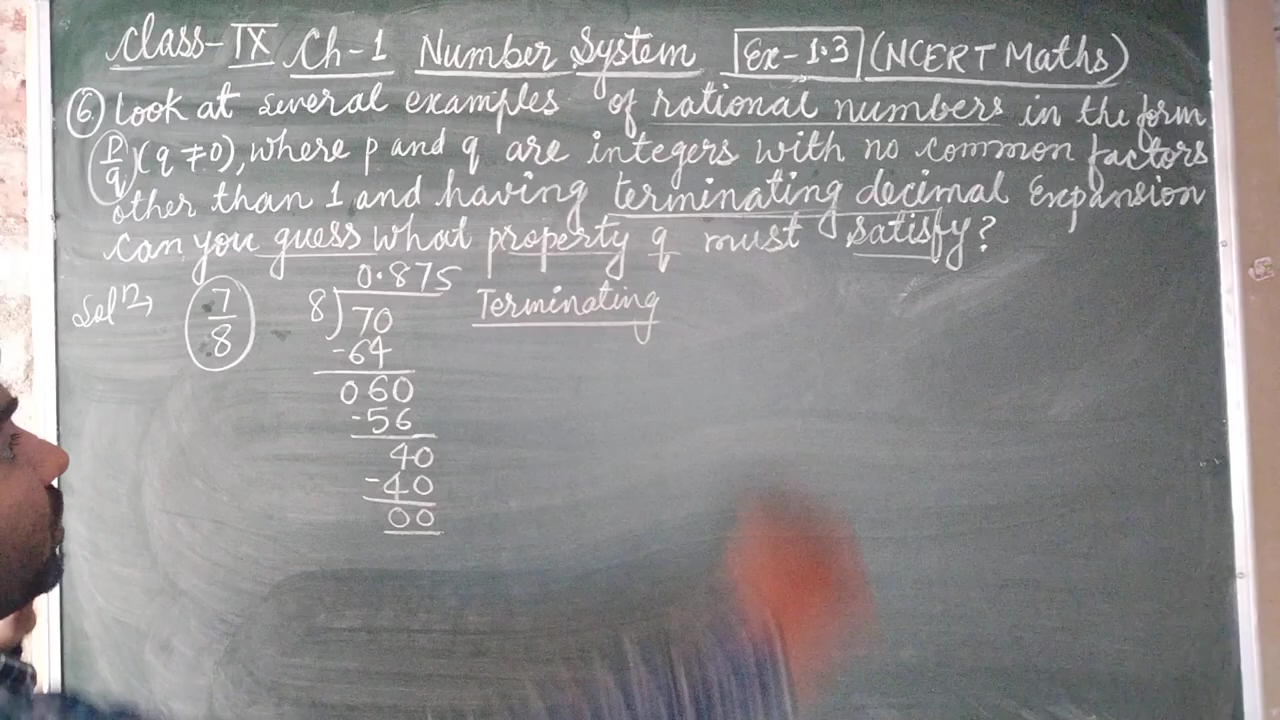 Class-IX Ch-1 Number System Ex-1.3 (NCERT Maths)
6 Look at several examples of rational numbers in the form
p/q (q ≠ 0), where p and q are integers with no common factors
other than 1 and having terminating decimal Expansion
Can you guess what property q must satisfy?
Solⁿ→ 7/8
0.875
8)70 Terminating
-64
060
-56
40
-40
00